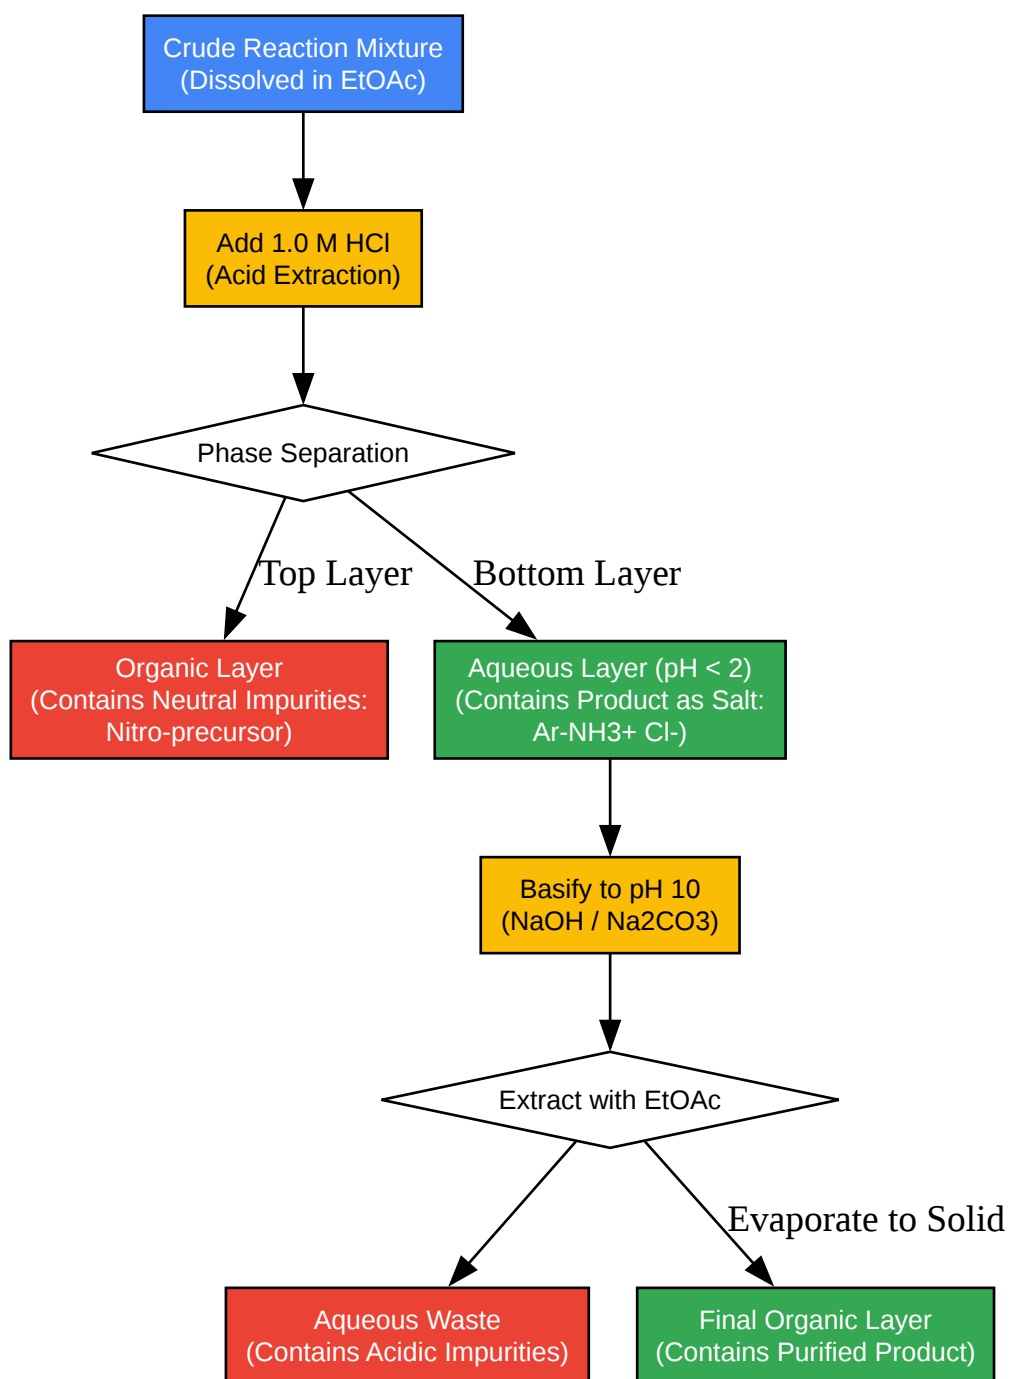 Crude Reaction Mixture
(Dissolved in EtOAc)
Add 1.0 M HCl
(Acid Extraction)
Phase Separation
Top Layer
Bottom Layer
Organic Layer
(Contains Neutral Impurities:
Nitro-precursor)
Aqueous Layer (pH < 2)
(Contains Product as Salt:
Ar-NH3+ Cl-)
Basify to pH 10
(NaOH / Na2CO3)
Extract with EtOAc
Evaporate to Solid
Aqueous Waste
(Contains Acidic Impurities)
Final Organic Layer
(Contains Purified Product)